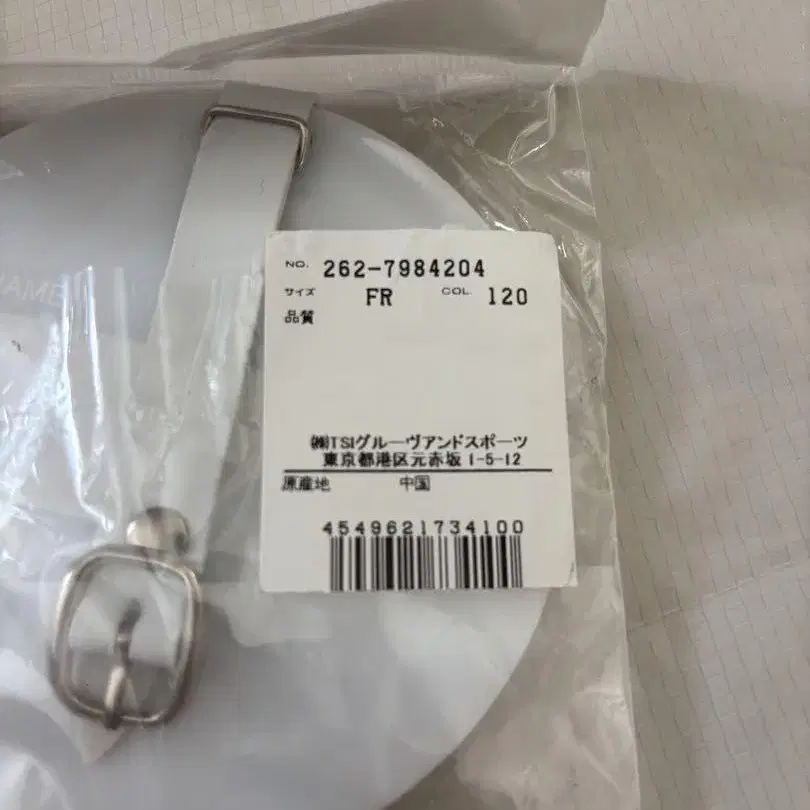 NO. 262-7984204
サイズ FR COL. 120
品質
㈱TSIグルーヴアンドスポーツ
東京都港区元赤坂 1-5-12
原産地 中国
4549621734100